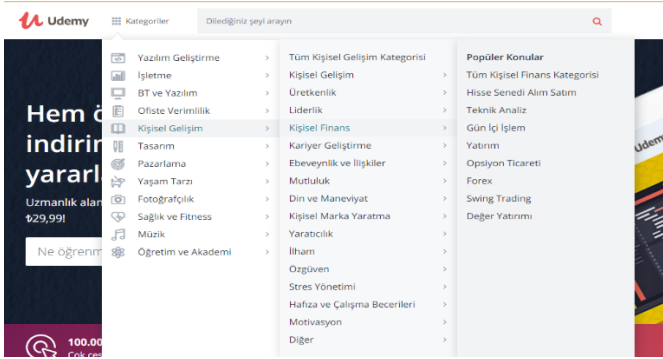 Udemy
Kategoriler
Dilediğiniz şeyi arayın
Yazılım Geliştirme
İşletme
BT ve Yazılım
Ofiste Verimlilik
Kişisel Gelişim
Tasarım
Pazarlama
Yaşam Tarzı
Fotoğrafçılık
Sağlık ve Fitness
Müzik
Öğretim ve Akademi
Tüm Kişisel Gelişim Kategorisi
Kişisel Gelişim
Üretkenlik
Liderlik
Kişisel Finans
Kariyer Geliştirme
Ebeveynlik ve İlişkiler
Mutluluk
Din ve Maneviyat
Kişisel Marka Yaratma
Yaratıcılık
İlham
Özgüven
Stres Yönetimi
Hafıza ve Çalışma Becerileri
Motivasyon
Diğer
Popüler Konular
Tüm Kişisel Finans Kategorisi
Hisse Senedi Alım Satım
Teknik Analiz
Gün İçi İşlem
Yatırım
Opsiyon Ticareti
Forex
Swing Trading
Değer Yatırımı
Hem ö
indirin
yararl
Uzmanlık alan
₺29,99!
Ne öğrenm
100.00
Çok çeş
Udem